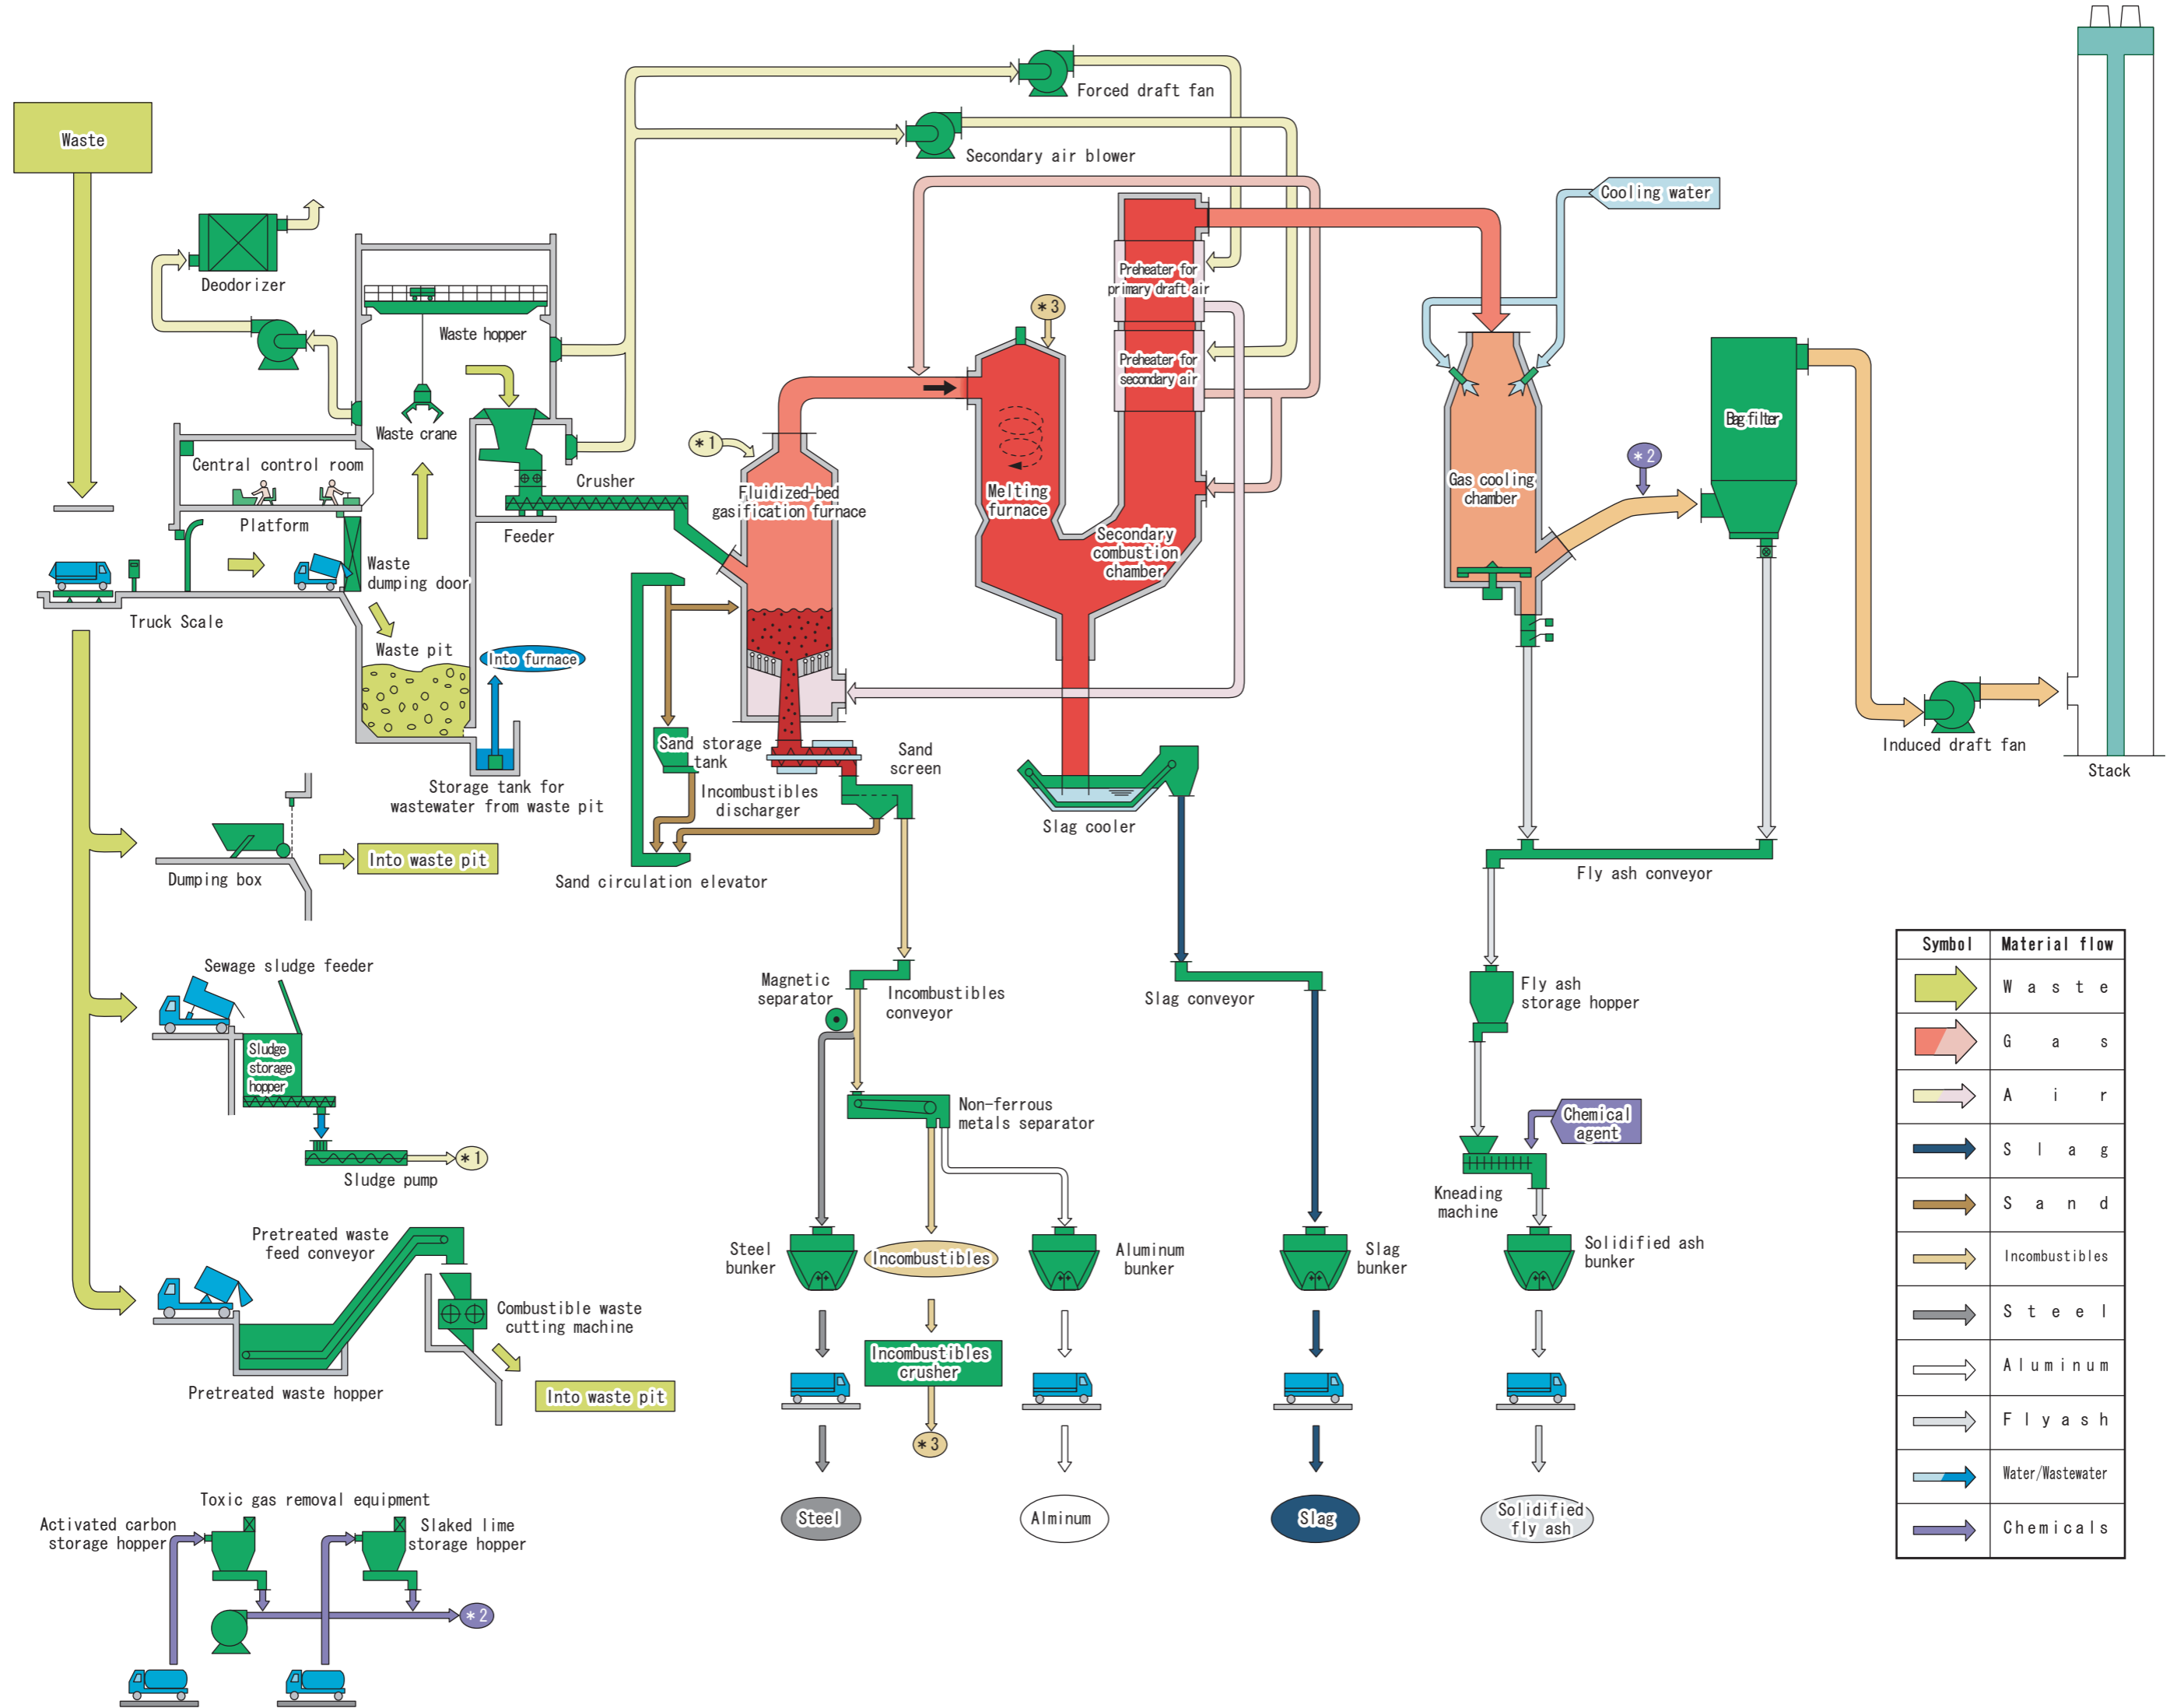 Waste
Forced draft fan
Secondary air blower
Cooling water
Deodorizer
Waste hopper
Preheater for
primary draft air
Preheater for
secondary air
*3
Waste crane
*1
Central control room
Platform
Crusher
Feeder
Fluidized-bed
gasification furnace
Melting
furnace
Secondary
combustion
chamber
Gas cooling
chamber
*2
Bag filter
Waste
dumping door
Truck Scale
Waste pit
Into furnace
Storage tank for
wastewater from waste pit
Sand storage
tank
Incombustibles
discharger
Sand
screen
Slag cooler
Induced draft fan
Stack
Dumping box
Into waste pit
Sand circulation elevator
Fly ash conveyor
Sewage sludge feeder
Sludge
storage
hopper
Sludge pump
*1
Magnetic
separator
Incombustibles
conveyor
Slag conveyor
Fly ash
storage hopper
Non-ferrous
metals separator
Chemical
agent
Kneading
machine
Pretreated waste
feed conveyor
Combustible waste
cutting machine
Pretreated waste hopper
Into waste pit
Steel
bunker
Incombustibles
Aluminum
bunker
Slag
bunker
Solidified ash
bunker
Incombustibles
crusher
*3
Steel
Alminum
Slag
Solidified
fly ash
Toxic gas removal equipment
Activated carbon
storage hopper
Slaked lime
storage hopper
*2
Symbol Material flow
Waste
Gas
Air
Slag
Sand
Incombustibles
Steel
Aluminum
Flyash
Water/Wastewater
Chemicals